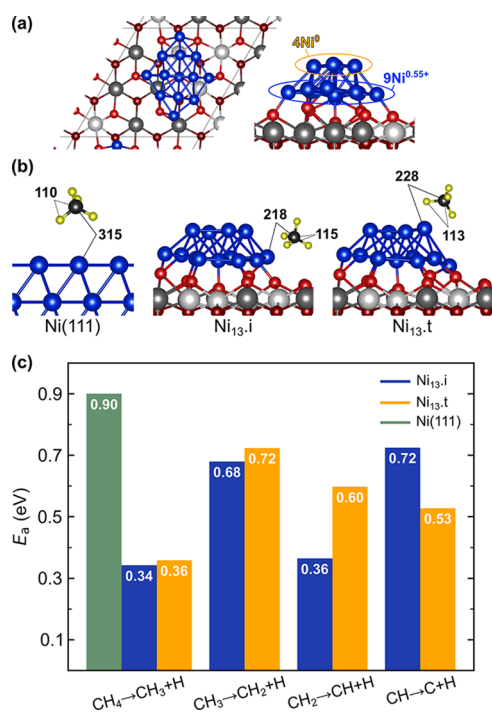 (a)
4Ni⁰
9Ni⁰·⁵⁵⁺
(b)
110
315
218
115
228
113
Ni(111)
Ni₁₃.i
Ni₁₃.t
(c)
Eₐ (eV)
0.9
0.7
0.5
0.3
0.1
Ni₁₃.i
Ni₁₃.t
Ni(111)
0.90
0.34
0.36
0.68
0.72
0.36
0.60
0.72
0.53
CH₄→CH₃+H
CH₃→CH₂+H
CH₂→CH+H
CH→C+H